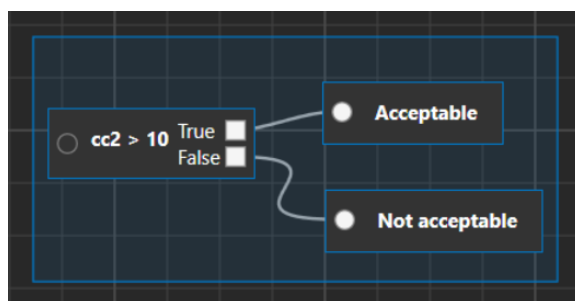 cc2 > 10
True
False
Acceptable
Not acceptable